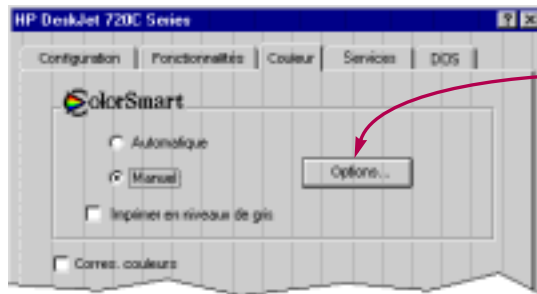 HP DeskJet 720C Series
Configuration Fonctionnalités Couleur Services DOS
ColorSmart
Automatique
Manuel
Options...
Imprimer en niveaux de gris
Correc. couleurs